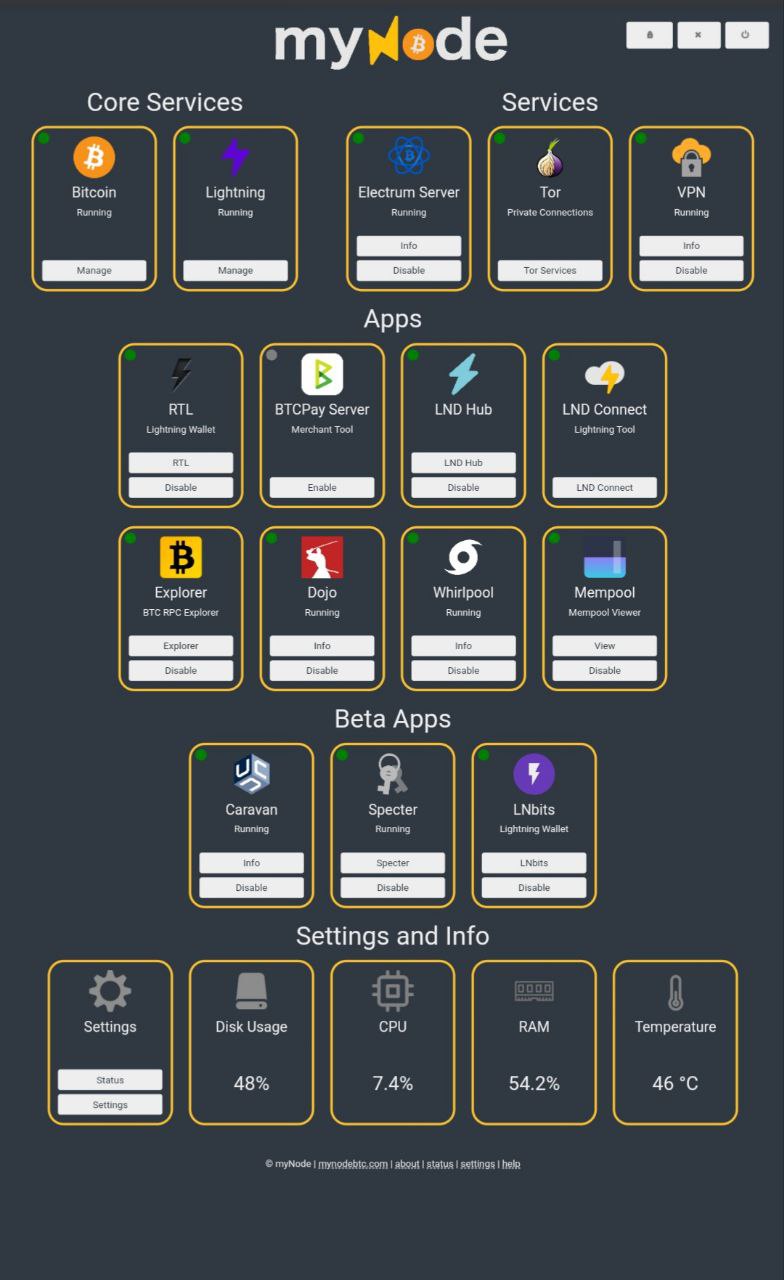 myNode
Core Services
Services
Bitcoin
Running
Manage
Lightning
Running
Manage
Electrum Server
Running
Info
Disable
Tor
Private Connections
Tor Services
VPN
Running
Info
Disable
Apps
RTL
Lightning Wallet
RTL
Disable
BTCPay Server
Merchant Tool
Enable
LND Hub
LND Hub
Disable
LND Connect
Lightning Tool
LND Connect
Explorer
BTC RPC Explorer
Explorer
Disable
Dojo
Running
Info
Disable
Whirlpool
Running
Info
Disable
Mempool
Mempool Viewer
View
Disable
Beta Apps
Caravan
Running
Info
Disable
Specter
Running
Specter
Disable
LNbits
Lightning Wallet
LNbits
Disable
Settings and Info
Settings
Status
Settings
Disk Usage
48%
CPU
7.4%
RAM
54.2%
Temperature
46 °C
© myNode | mynodebtc.com | about | status | settings | help